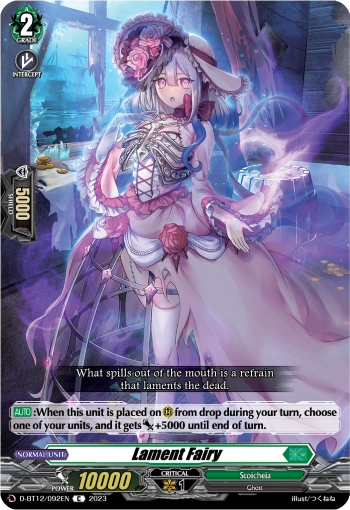 2
GRADE
INTERCEPT
5000
SHIELD
What spills out of the mouth is a refrain
that laments the dead.
AUTO:When this unit is placed on R from drop during your turn, choose
one of your units, and it gets +5000 until end of turn.
NORMAL UNIT
Lament Fairy
POWER
10000
CRITICAL
1
Stoicheia
Ghost
D-BT12/092EN C 2023
illust/つくねね